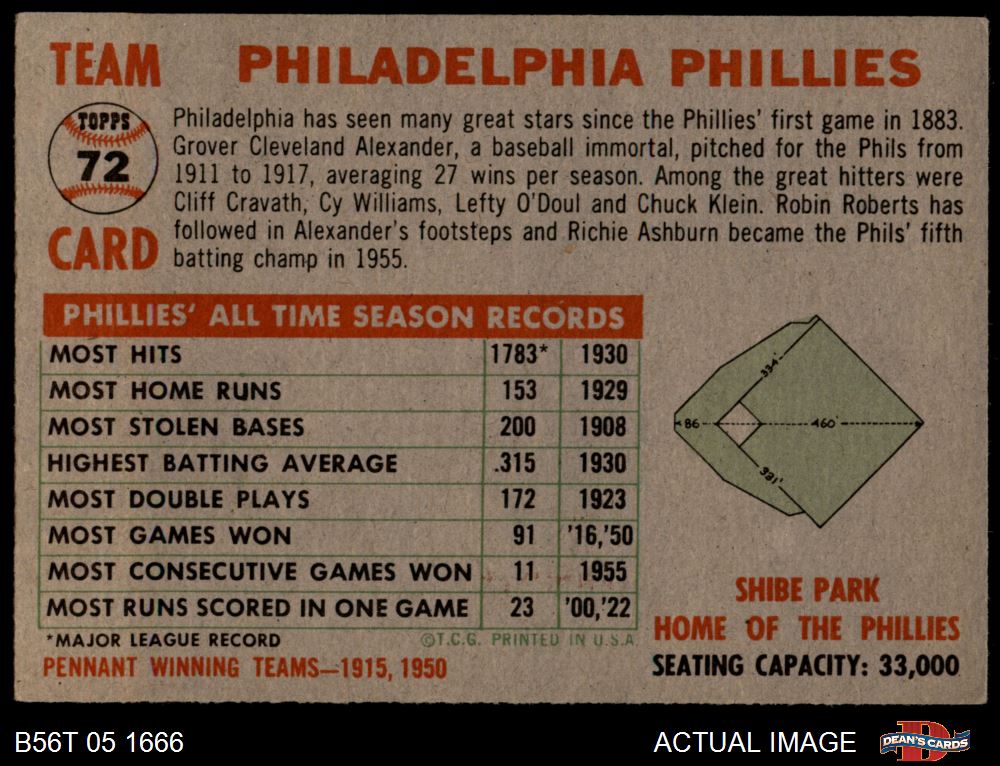 TEAM PHILADELPHIA PHILLIES
TOPPS
72
CARD
Philadelphia has seen many great stars since the Phillies' first game in 1883.
Grover Cleveland Alexander, a baseball immortal, pitched for the Phils from
1911 to 1917, averaging 27 wins per season. Among the great hitters were
Cliff Cravath, Cy Williams, Lefty O'Doul and Chuck Klein. Robin Roberts has
followed in Alexander's footsteps and Richie Ashburn became the Phils' fifth
batting champ in 1955.
PHILLIES' ALL TIME SEASON RECORDS
MOST HITS 1783* 1930
MOST HOME RUNS 153 1929
MOST STOLEN BASES 200 1908
HIGHEST BATTING AVERAGE .315 1930
MOST DOUBLE PLAYS 172 1923
MOST GAMES WON 91 '16,'50
MOST CONSECUTIVE GAMES WON 11 1955
MOST RUNS SCORED IN ONE GAME 23 '00,'22
*MAJOR LEAGUE RECORD ©T.C.G. PRINTED IN U.S.A
PENNANT WINNING TEAMS—1915, 1950
334'
86
460'
331'
SHIBE PARK
HOME OF THE PHILLIES
SEATING CAPACITY: 33,000
B56T 05 1666
ACTUAL IMAGE
D
DEAN'S CARDS